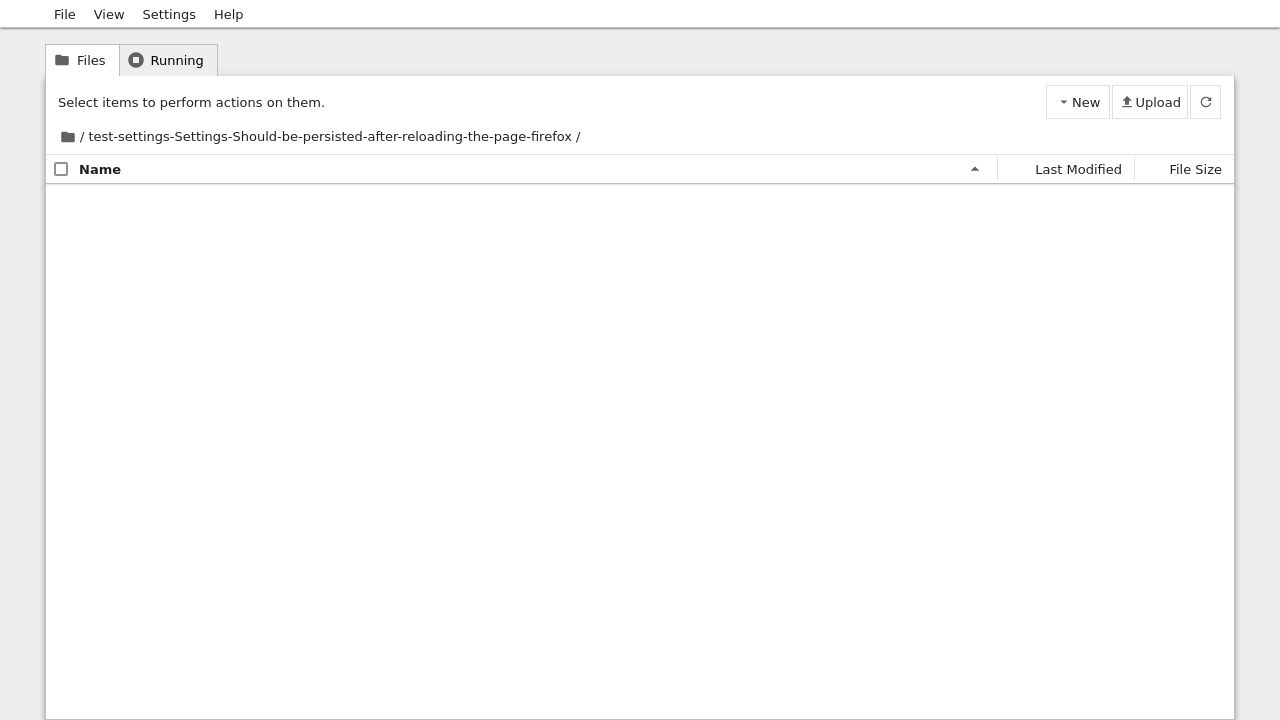 File View Settings Help
Files Running
Select items to perform actions on them. New Upload
/ test-settings-Settings-Should-be-persisted-after-reloading-the-page-firefox /
Name Last Modified File Size